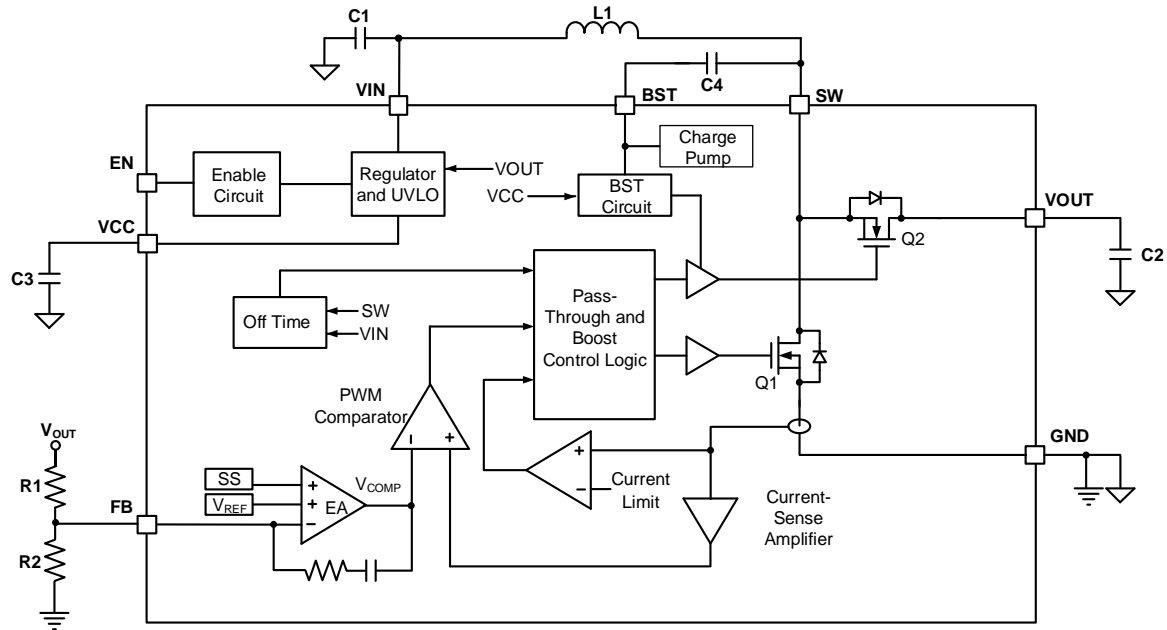 C1
L1
C4
VIN
BST
SW
Charge
Pump
EN
Enable
Circuit
Regulator
and UVLO
VOUT
VCC
BST
Circuit
VOUT
VCC
Q2
C3
C2
Off Time
SW
VIN
Pass-
Through and
Boost
Control Logic
Q1
PWM
Comparator
VOUT
GND
R1
SS
VREF
+
+
−
EA
VCOMP
−
+
+
−
Current
Limit
Current-
Sense
Amplifier
FB
R2